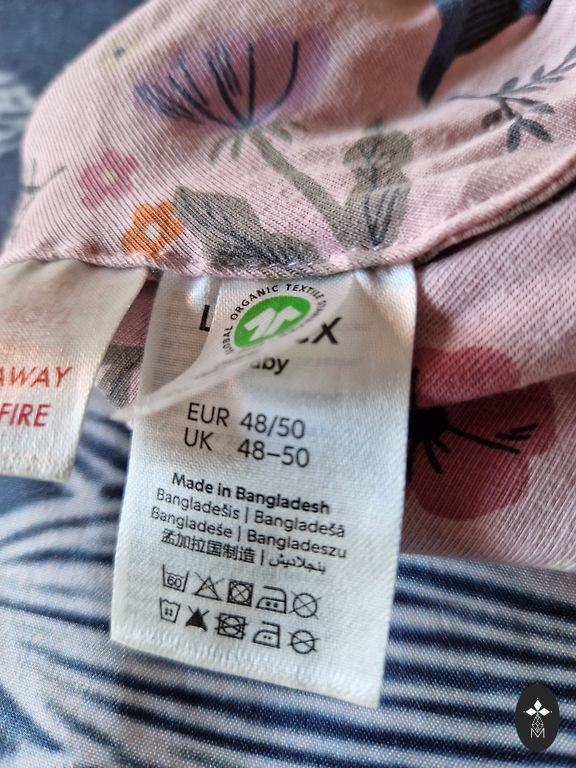 GLOBAL ORGANIC TEXTILE
EUR 48/50
UK 48–50
Made in Bangladesh
Bangladešis | Bangladešā
Bangladeše | Bangladeszu
孟加拉国制造 | بنجلاديش
60
AWAY
FIRE
M